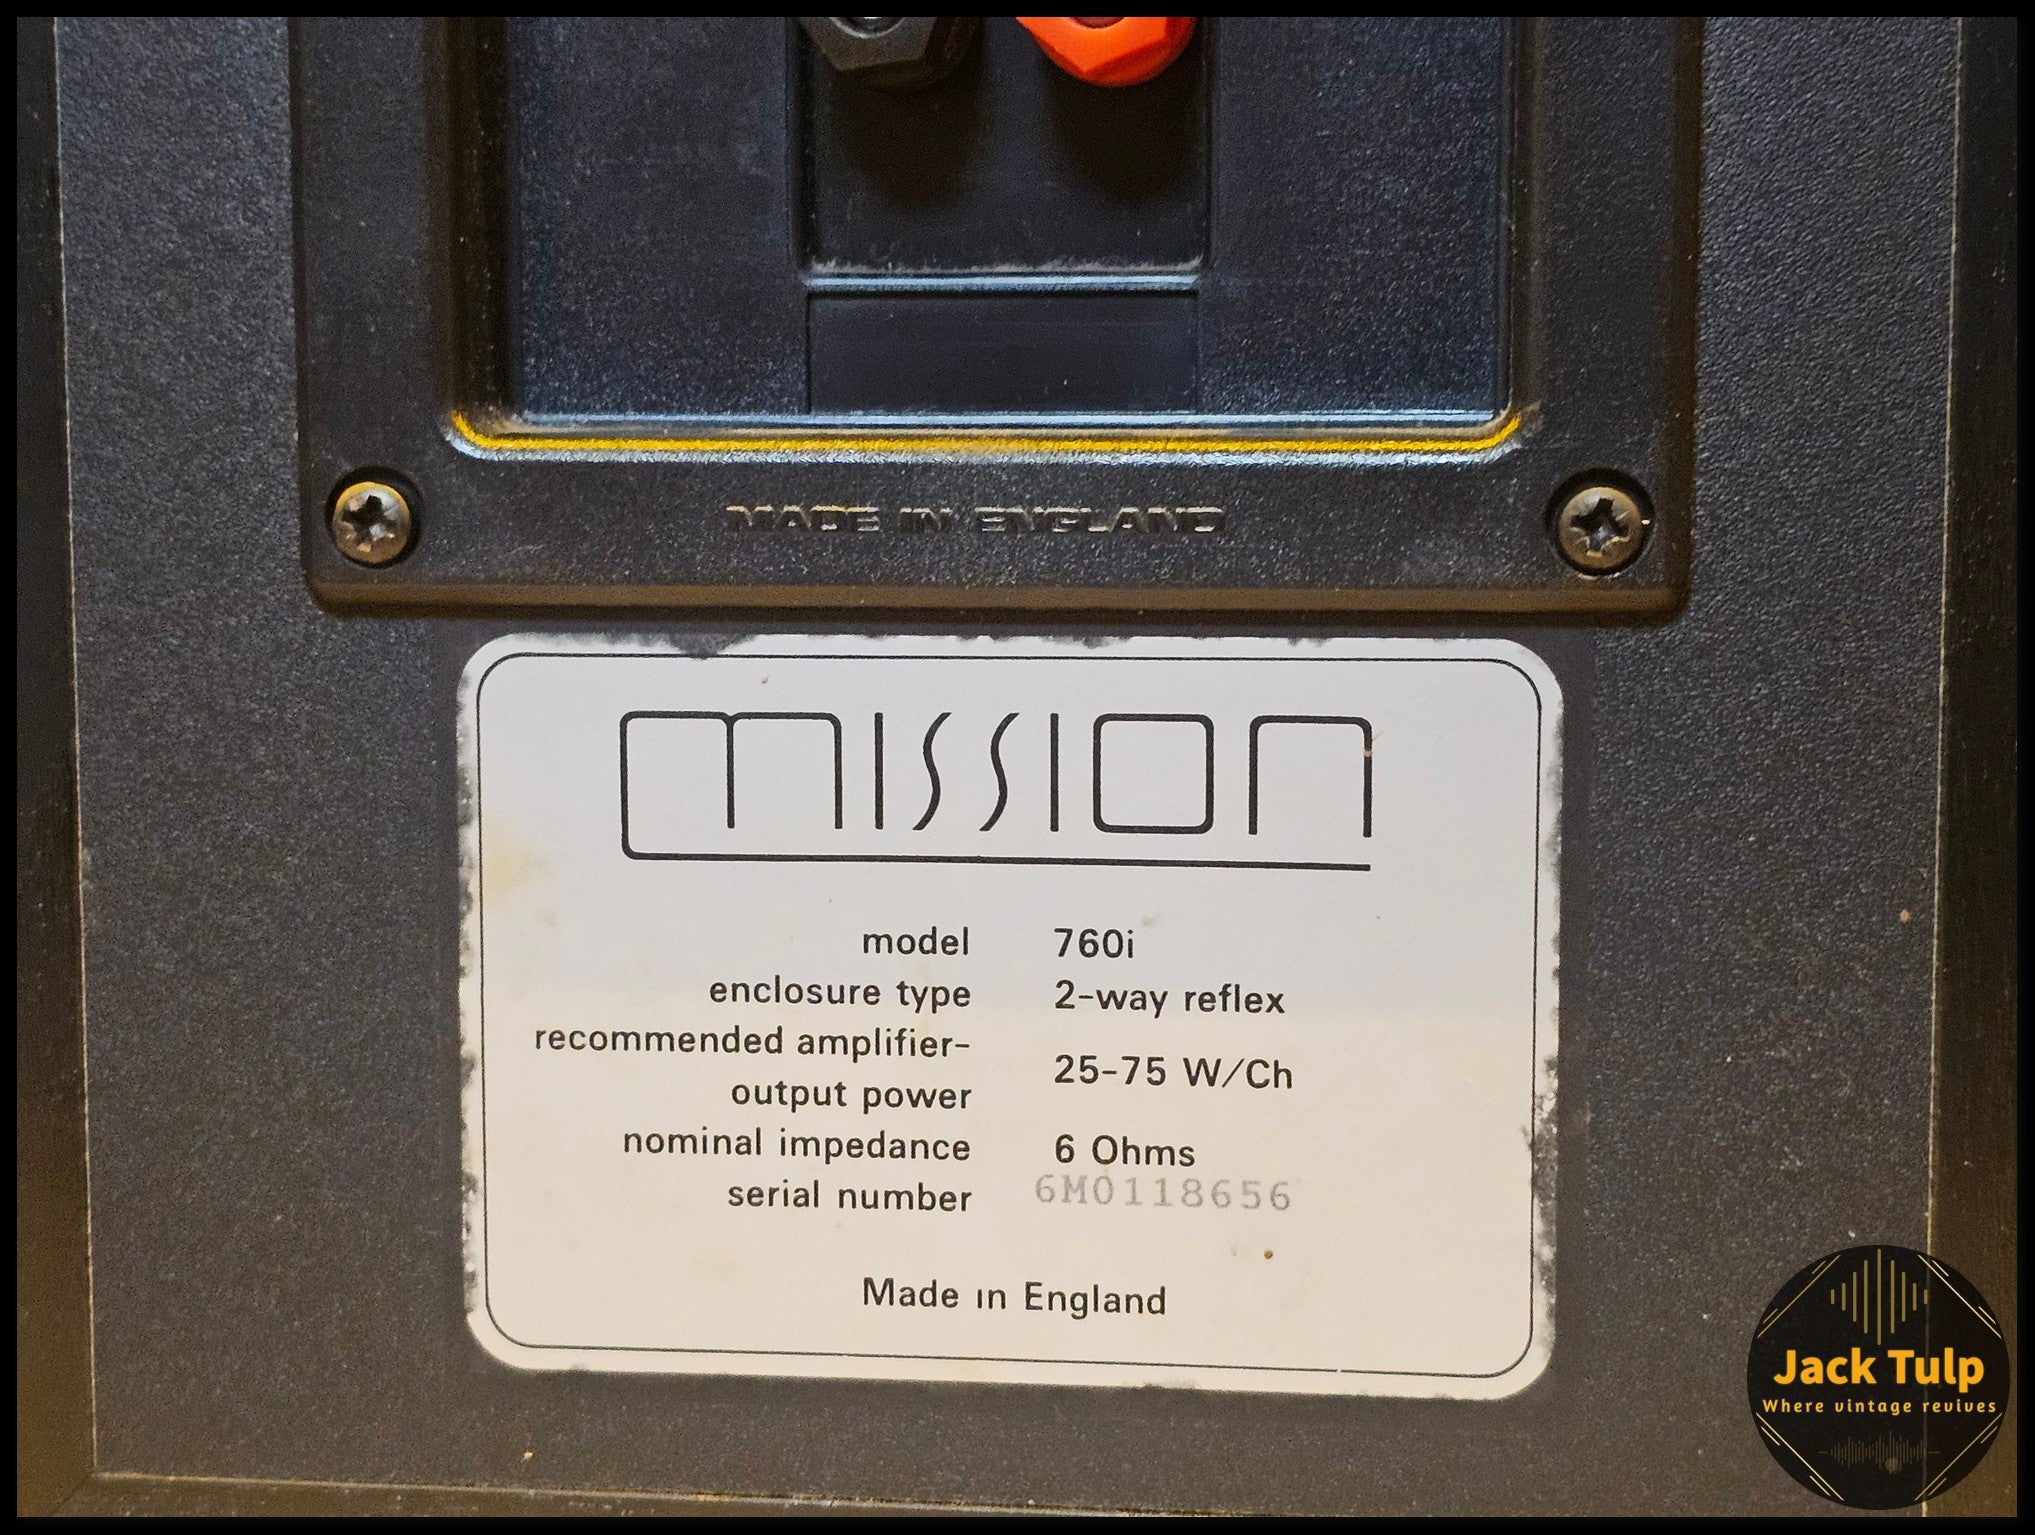 MADE IN ENGLAND
mission
model 760i
enclosure type 2-way reflex
recommended amplifier-
output power 25-75 W/Ch
nominal impedance 6 Ohms
serial number 6M0118656
Made in England
Jack Tulp
Where vintage revives